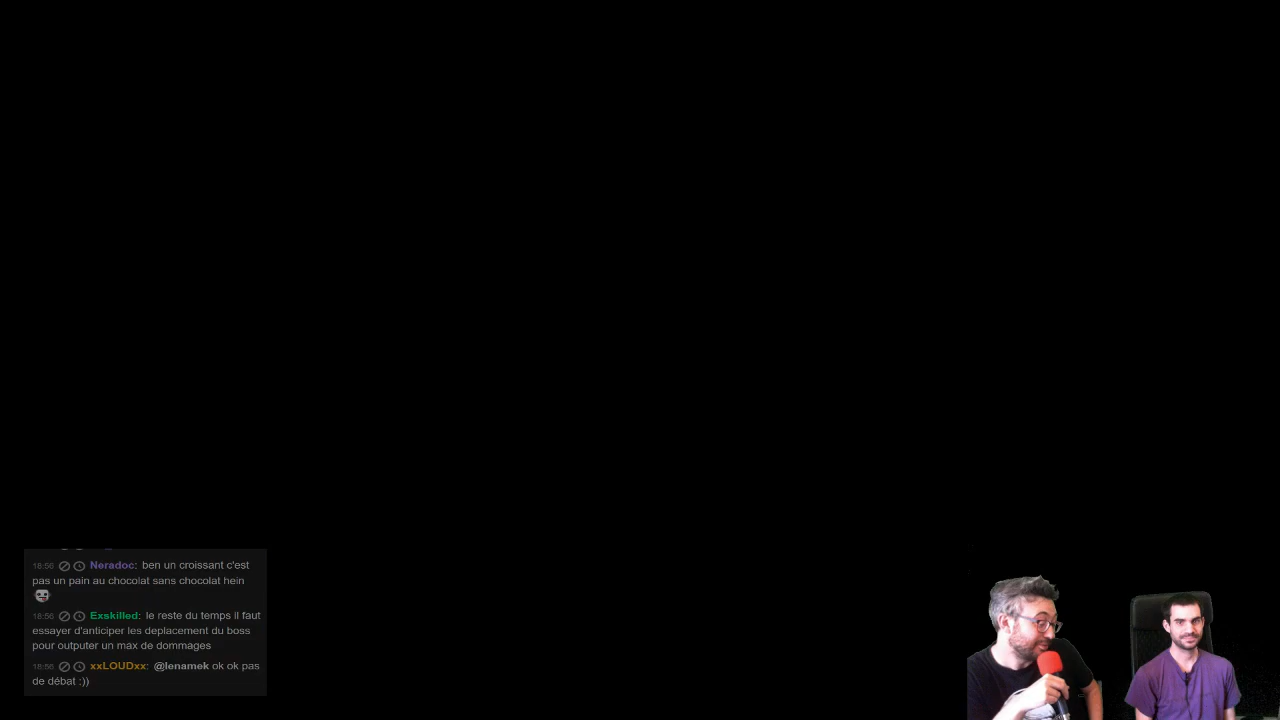 18:56 Neradoc: ben un croissant c'est
pas un pain au chocolat sans chocolat hein
18:56 Exskilled: le reste du temps il faut
essayer d'anticiper les deplacement du boss
pour outputer un max de dommages
18:56 xxLOUDxx: @lenamek ok ok pas
de débat :))